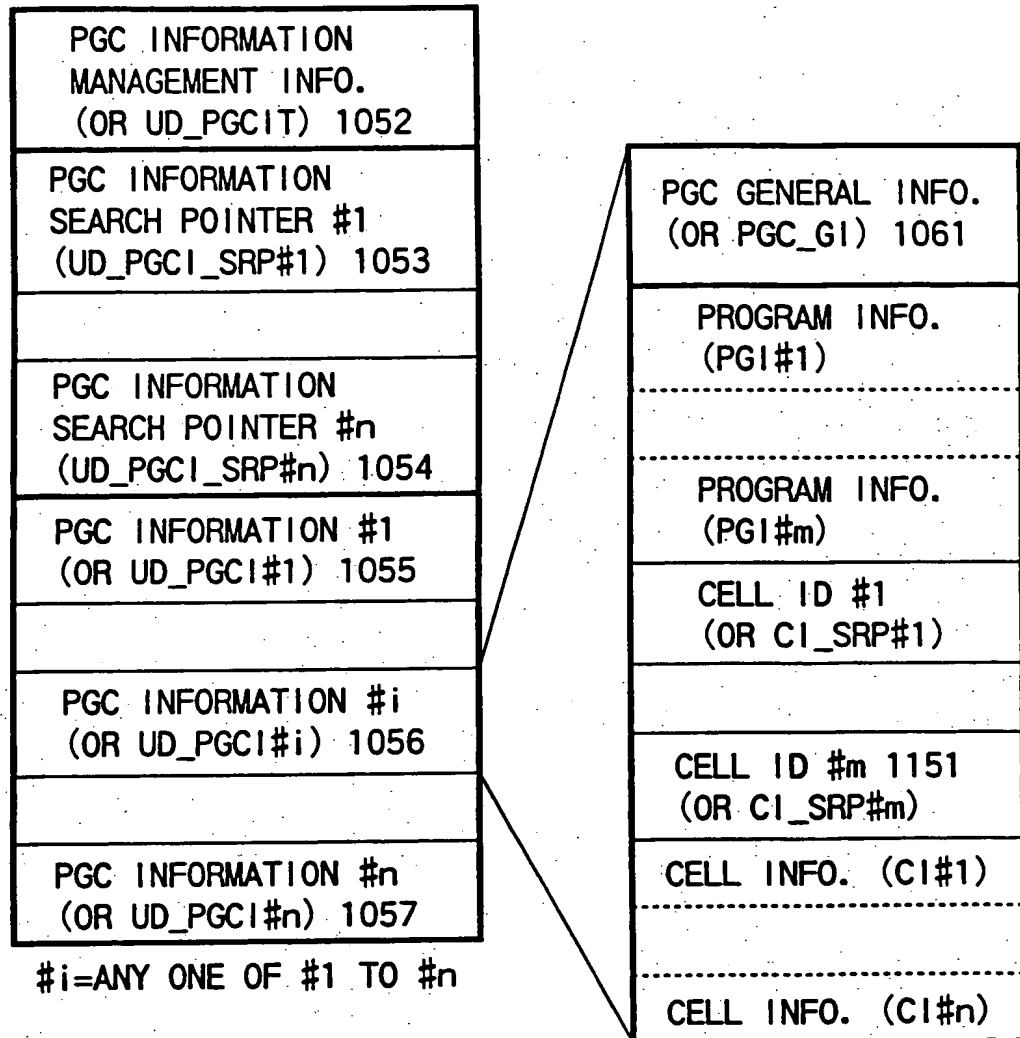 PGC INFORMATION
MANAGEMENT INFO.
(OR UD_PGCIT) 1052
PGC INFORMATION
SEARCH POINTER #1
(UD_PGCI_SRP#1) 1053
PGC INFORMATION
SEARCH POINTER #n
(UD_PGCI_SRP#n) 1054
PGC INFORMATION #1
(OR UD_PGCI#1) 1055
PGC INFORMATION #i
(OR UD_PGCI#i) 1056
PGC INFORMATION #n
(OR UD_PGCI#n) 1057
#i=ANY ONE OF #1 TO #n
PGC GENERAL INFO.
(OR PGC_GI) 1061
PROGRAM INFO.
(PGI#1)
PROGRAM INFO.
(PGI#m)
CELL ID #1
(OR CI_SRP#1)
CELL ID #m 1151
(OR CI_SRP#m)
CELL INFO. (CI#1)
CELL INFO. (CI#n)